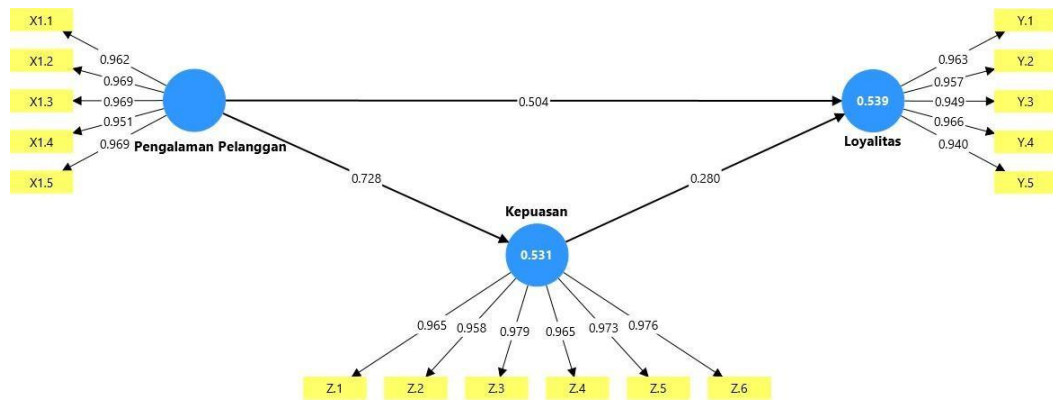 X1.1
X1.2
X1.3
X1.4
X1.5
0.962
0.969
0.969
0.951
0.969
Pengalaman Pelanggan
0.504
0.728
0.280
Kepuasan
0.531
0.539
Loyalitas
0.963
0.957
0.949
0.966
0.940
Y.1
Y.2
Y.3
Y.4
Y.5
0.965
0.958
0.979
0.965
0.973
0.976
Z.1
Z.2
Z.3
Z.4
Z.5
Z.6